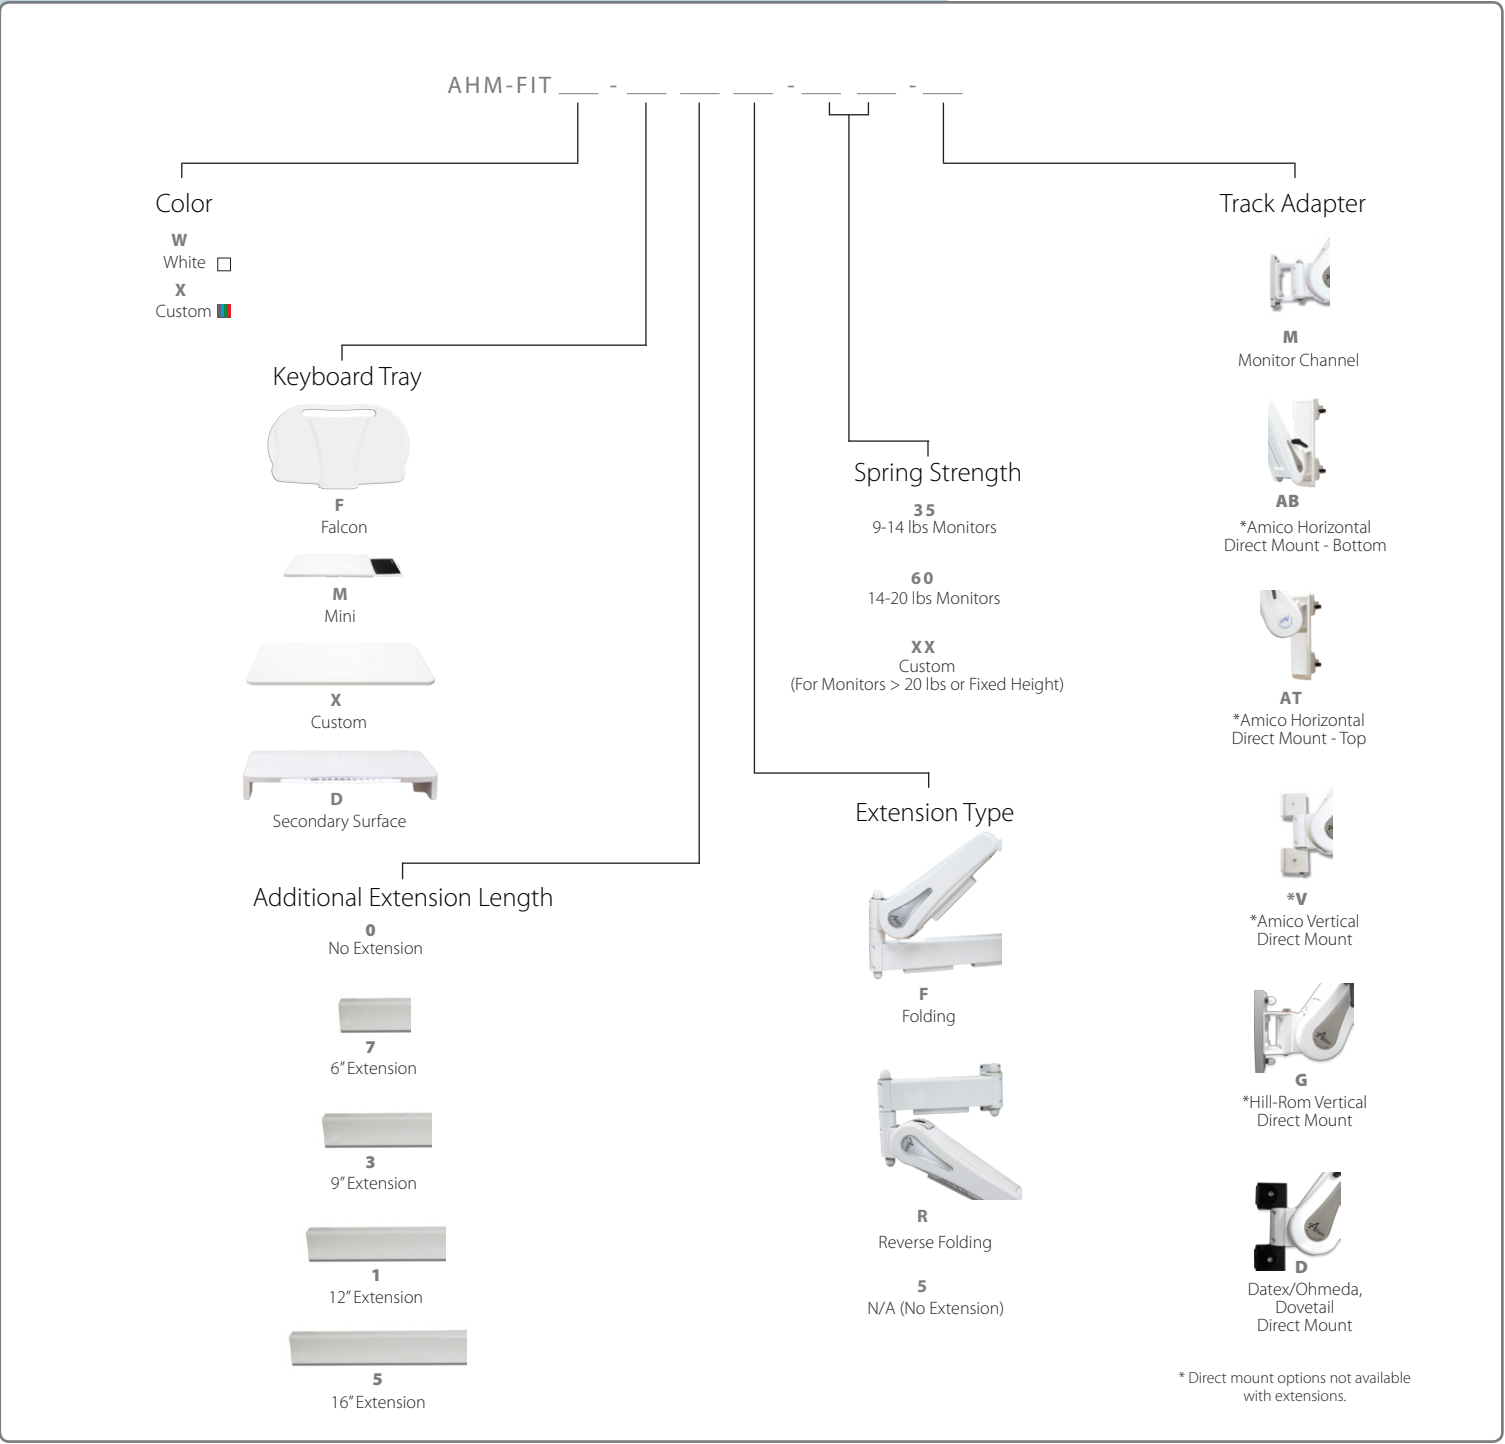 AHM-FIT ___ - ___ ___ ___ - ___ ___ - ___
Color
W
White
X
Custom
Keyboard Tray
F
Falcon
M
Mini
X
Custom
D
Secondary Surface
Additional Extension Length
0
No Extension
7
6” Extension
3
9” Extension
1
12” Extension
5
16” Extension
Spring Strength
35
9-14 lbs Monitors
60
14-20 lbs Monitors
XX
Custom
(For Monitors > 20 lbs or Fixed Height)
Extension Type
F
Folding
R
Reverse Folding
5
N/A (No Extension)
Track Adapter
M
Monitor Channel
AB
*Amico Horizontal
Direct Mount - Bottom
AT
*Amico Horizontal
Direct Mount - Top
*V
*Amico Vertical
Direct Mount
G
*Hill-Rom Vertical
Direct Mount
D
Datex/Ohmeda,
Dovetail
Direct Mount
* Direct mount options not available
with extensions.